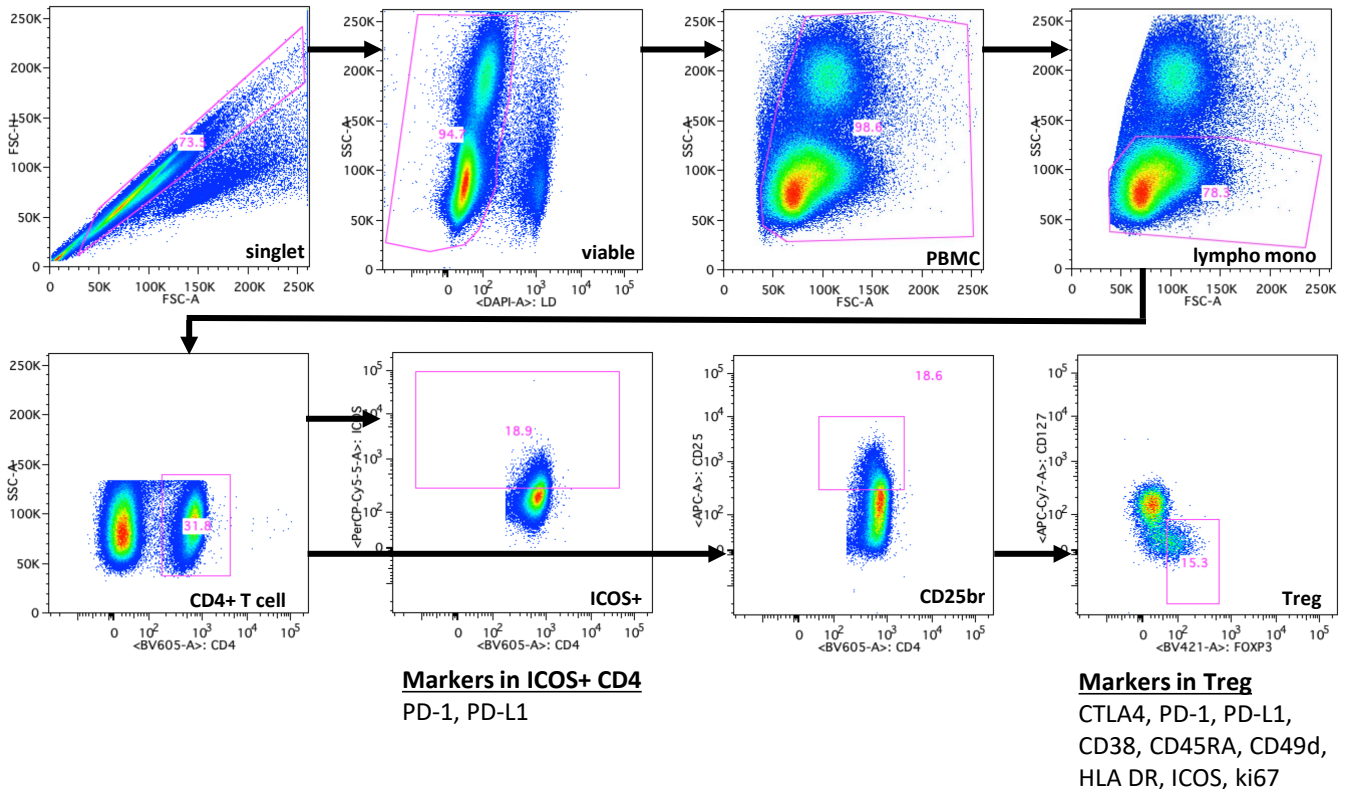 250K
200K
150K
100K
50K
0
FSC-H
73.5
singlet
0 50K 100K 150K 200K 250K
FSC-A
250K
200K
150K
100K
50K
0
SSC-A
94.7
viable
0 10^2 10^3 10^4 10^5
<DAPI-A>: LD
250K
200K
150K
100K
50K
0
SSC-A
98.6
PBMC
0 50K 100K 150K 200K 250K
FSC-A
250K
200K
150K
100K
50K
0
SSC-A
78.3
lympho mono
0 50K 100K 150K 200K 250K
FSC-A
250K
200K
150K
100K
50K
0
SSC-A
31.8
CD4+ T cell
0 10^2 10^3 10^4 10^5
<BV605-A>: CD4
10^5
10^4
10^3
10^2
0
<PerCP-Cy5-5-A>: ICOS
18.9
ICOS+
0 10^2 10^3 10^4 10^5
<BV605-A>: CD4
10^5
10^4
10^3
10^2
0
<APC-A>: CD25
18.6
CD25br
0 10^2 10^3 10^4 10^5
<BV605-A>: CD4
10^5
10^4
10^3
10^2
0
<APC-Cy7-A>: CD127
15.3
Treg
0 10^2 10^3 10^4 10^5
<BV421-A>: FOXP3
Markers in ICOS+ CD4
PD-1, PD-L1
Markers in Treg
CTLA4, PD-1, PD-L1,
CD38, CD45RA, CD49d,
HLA DR, ICOS, ki67